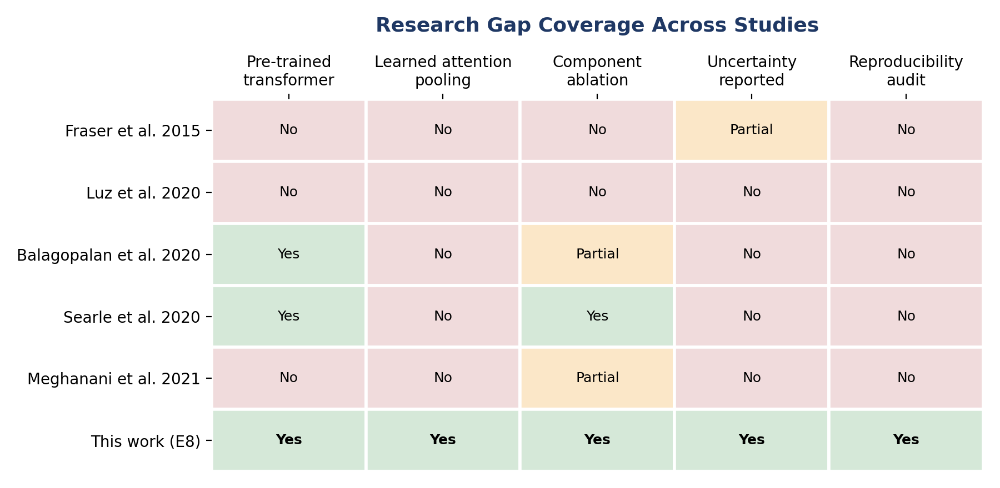 Research Gap Coverage Across Studies
Pre-trained transformer
Learned attention pooling
Component ablation
Uncertainty reported
Reproducibility audit
Fraser et al. 2015 No No No Partial No
Luz et al. 2020 No No No No No
Balagopalan et al. 2020 Yes No Partial No No
Searle et al. 2020 Yes No Yes No No
Meghanani et al. 2021 No No Partial No No
This work (E8) Yes Yes Yes Yes Yes